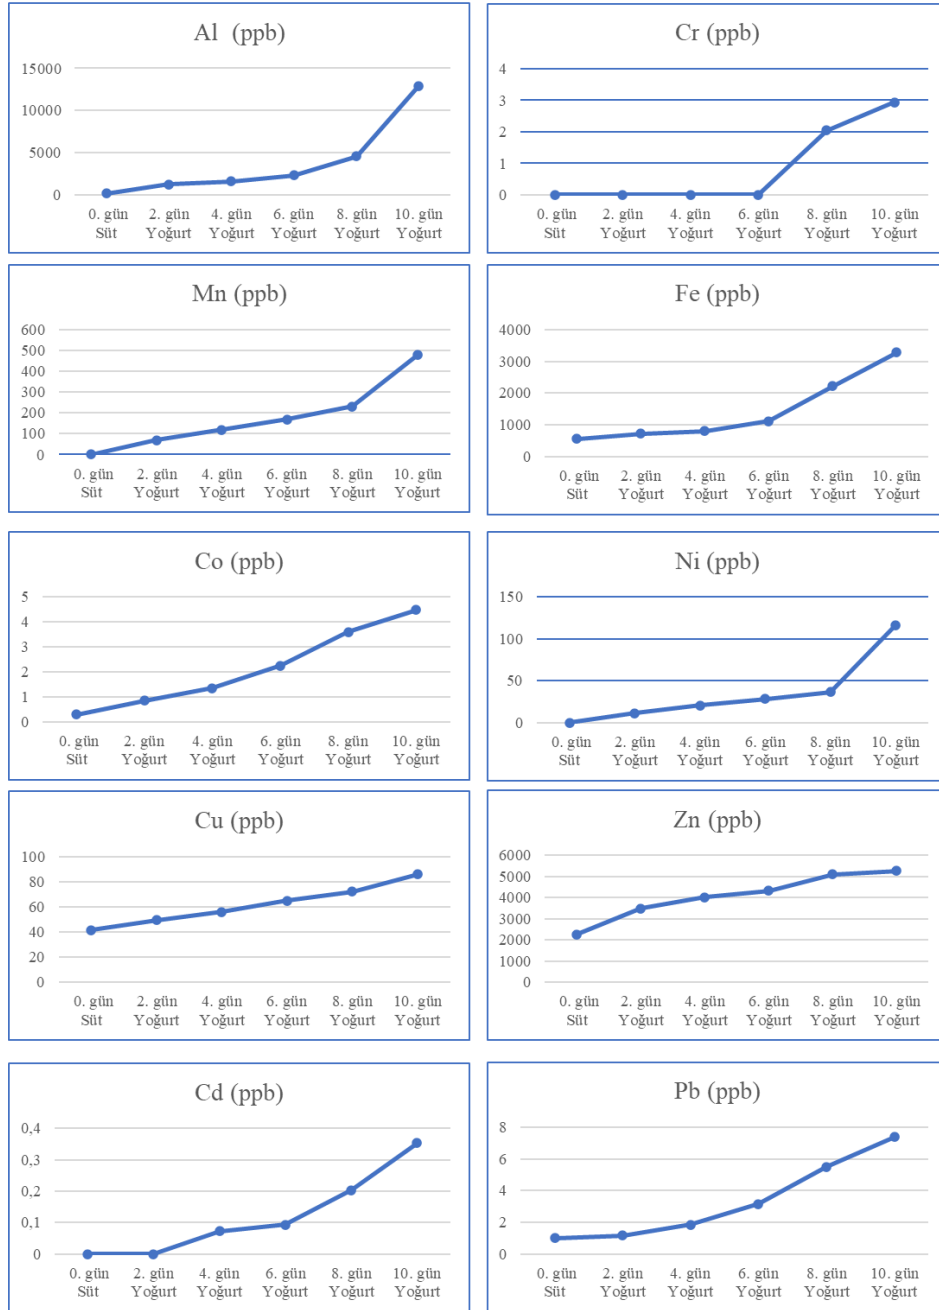 Al (ppb)
15000
10000
5000
0
0. gün 2. gün 4. gün 6. gün 8. gün 10. gün
Süt Yoğurt Yoğurt Yoğurt Yoğurt Yoğurt
Cr (ppb)
4
3
2
1
0
0. gün 2. gün 4. gün 6. gün 8. gün 10. gün
Süt Yoğurt Yoğurt Yoğurt Yoğurt Yoğurt
Mn (ppb)
600
500
400
300
200
100
0
0. gün 2. gün 4. gün 6. gün 8. gün 10. gün
Süt Yoğurt Yoğurt Yoğurt Yoğurt Yoğurt
Fe (ppb)
4000
3000
2000
1000
0
0. gün 2. gün 4. gün 6. gün 8. gün 10. gün
Süt Yoğurt Yoğurt Yoğurt Yoğurt Yoğurt
Co (ppb)
5
4
3
2
1
0
0. gün 2. gün 4. gün 6. gün 8. gün 10. gün
Süt Yoğurt Yoğurt Yoğurt Yoğurt Yoğurt
Ni (ppb)
150
100
50
0
0. gün 2. gün 4. gün 6. gün 8. gün 10. gün
Süt Yoğurt Yoğurt Yoğurt Yoğurt Yoğurt
Cu (ppb)
100
80
60
40
20
0
0. gün 2. gün 4. gün 6. gün 8. gün 10. gün
Süt Yoğurt Yoğurt Yoğurt Yoğurt Yoğurt
Zn (ppb)
6000
5000
4000
3000
2000
1000
0
0. gün 2. gün 4. gün 6. gün 8. gün 10. gün
Süt Yoğurt Yoğurt Yoğurt Yoğurt Yoğurt
Cd (ppb)
0,4
0,3
0,2
0,1
0
0. gün 2. gün 4. gün 6. gün 8. gün 10. gün
Süt Yoğurt Yoğurt Yoğurt Yoğurt Yoğurt
Pb (ppb)
8
6
4
2
0
0. gün 2. gün 4. gün 6. gün 8. gün 10. gün
Süt Yoğurt Yoğurt Yoğurt Yoğurt Yoğurt